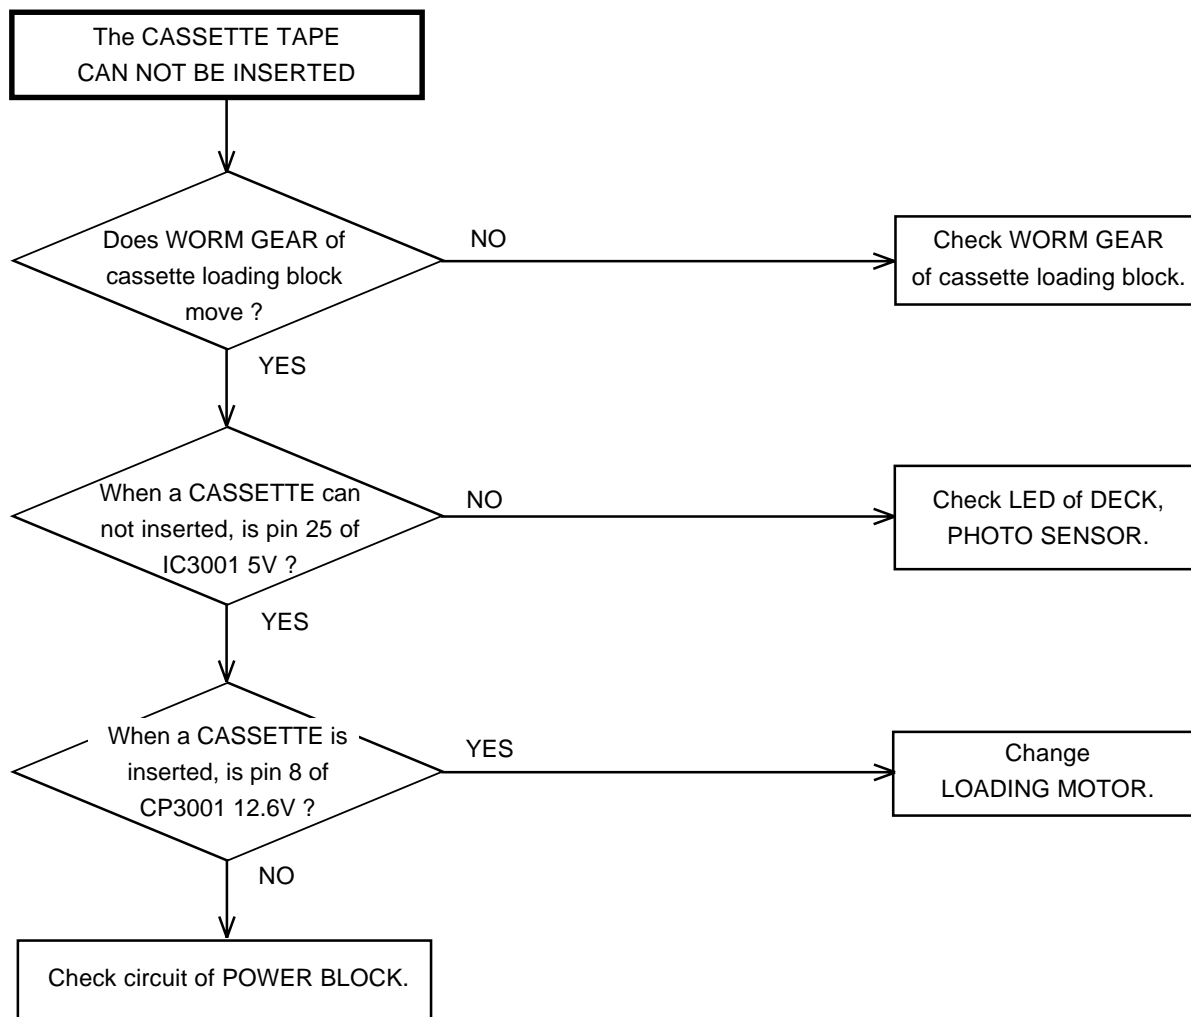 The CASSETTE TAPE
CAN NOT BE INSERTED
Does WORM GEAR of
cassette loading block
move ?
NO
Check WORM GEAR
of cassette loading block.
YES
When a CASSETTE can
not inserted, is pin 25 of
IC3001 5V ?
NO
Check LED of DECK,
PHOTO SENSOR.
YES
When a CASSETTE is
inserted, is pin 8 of
CP3001 12.6V ?
YES
Change
LOADING MOTOR.
NO
Check circuit of POWER BLOCK.